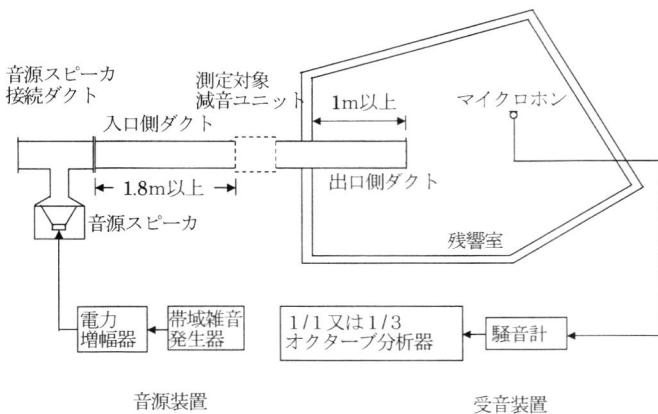 音源スピーカ
接続ダクト
測定対象
減音ユニット
入口側ダクト
1m以上
マイクロホン
1.8m以上
出口側ダクト
音源スピーカ
残響室
電力
増幅器
帯域雑音
発生器
1/1又は1/3
オクターブ分析器
騒音計
音源装置
受音装置